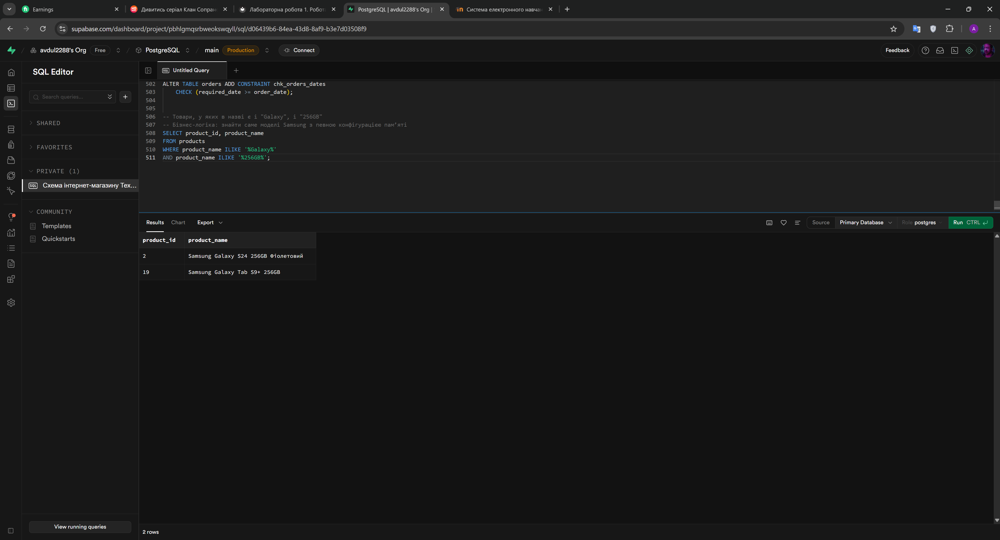 Earnings
Дивитись серіал Клан Сопран
Лабораторна робота 1. Робота
PostgreSQL | avdul2288's Org |
Система електронного навчан
supabase.com/dashboard/project/pbhlgmqsrbweokswqyll/sql/d06439b6-84ea-43d8-8af9-b3e7d03508f9
A
avdul2288's Org Free
PostgreSQL
main Production
Connect
Feedback
SQL Editor
Search queries...
SHARED
FAVORITES
PRIVATE (1)
SQL Схема інтернет-магазину Tex...
COMMUNITY
Templates
Quickstarts
View running queries
SQL Untitled Query
502 ALTER TABLE orders ADD CONSTRAINT chk_orders_dates
503 CHECK (required_date >= order_date);
504
505
506 -- Товари, у яких в назві є і "Galaxy", і "256GB"
507 -- Бізнес-логіка: знайти саме моделі Samsung з певною конфігурацією пам’яті
508 SELECT product_id, product_name
509 FROM products
510 WHERE product_name ILIKE '%Galaxy%'
511 AND product_name ILIKE '%256GB%';
Results Chart Export
Source Primary Database Role postgres Run CTRL
product_id product_name
2 Samsung Galaxy S24 256GB Фіолетовий
19 Samsung Galaxy Tab S9+ 256GB
2 rows